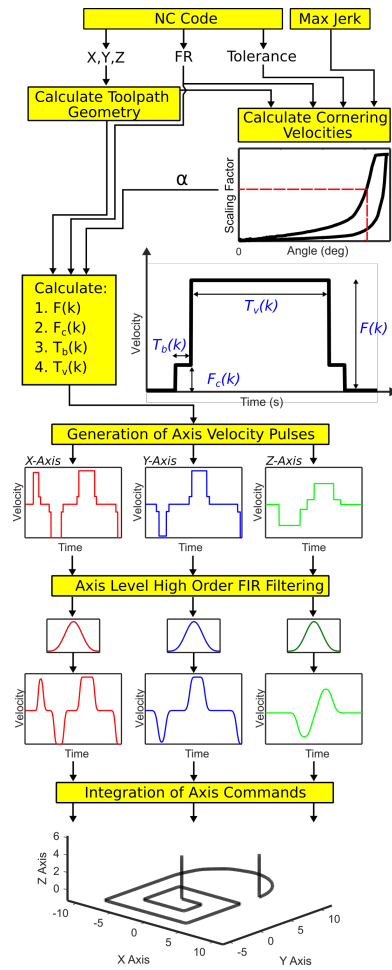 NC Code
Max Jerk
X,Y,Z
FR
Tolerance
Calculate Toolpath
Geometry
Calculate Cornering
Velocities
α
Scaling Factor
0
Angle (deg)
Calculate:
1. F(k)
2. Fc(k)
3. Tb(k)
4. Tv(k)
Velocity
Tv(k)
Tb(k)
F(k)
Fc(k)
Time (s)
Generation of Axis Velocity Pulses
X-Axis
Y-Axis
Z-Axis
Velocity
Velocity
Velocity
Time
Time
Time
Axis Level High Order FIR Filtering
Velocity
Velocity
Velocity
Time
Time
Time
Integration of Axis Commands
Z Axis
6
4
2
0
-10
-5
0
5
10
X Axis
-5
0
5
10
Y Axis